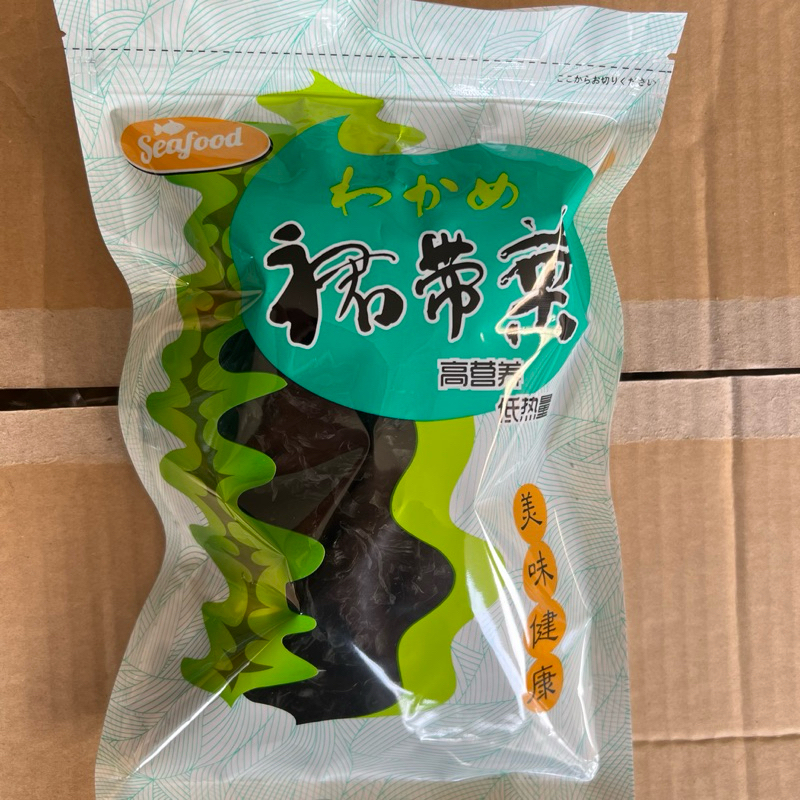 ここからお切りください
Seafood
わかめ
裙带菜
高营养
低热量
美味健康